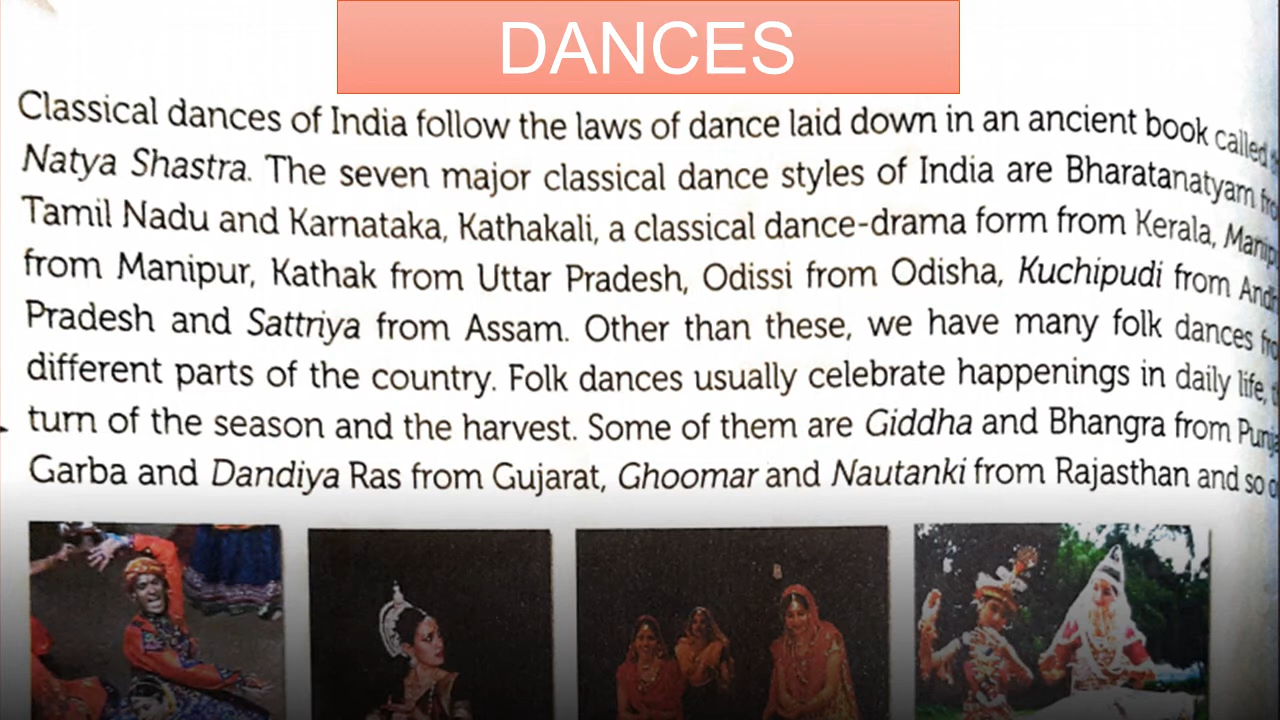 DANCES
Classical dances of India follow the laws of dance laid down in an ancient book called
Natya Shastra. The seven major classical dance styles of India are Bharatanatyam
Tamil Nadu and Karnataka, Kathakali, a classical dance-drama form from Kerala,
from Manipur, Kathak from Uttar Pradesh, Odissi from Odisha, Kuchipudi from
Pradesh and Sattriya from Assam. Other than these, we have many folk dances
different parts of the country. Folk dances usually celebrate happenings in daily life,
turn of the season and the harvest. Some of them are Giddha and Bhangra from
Garba and Dandiya Ras from Gujarat, Ghoomar and Nautanki from Rajasthan and so